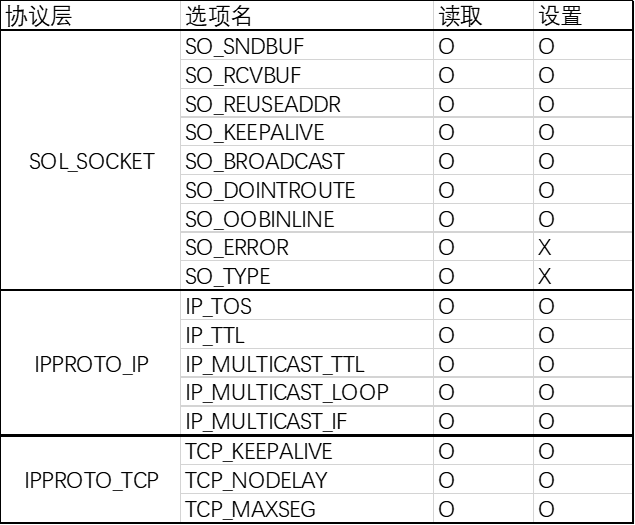 协议层 选项名 读取 设置
SOL_SOCKET
SO_SNDBUF O O
SO_RCVBUF O O
SO_REUSEADDR O O
SO_KEEPALIVE O O
SO_BROADCAST O O
SO_DOINTROUTE O O
SO_OOBINLINE O O
SO_ERROR O X
SO_TYPE O X
IPPROTO_IP
IP_TOS O O
IP_TTL O O
IP_MULTICAST_TTL O O
IP_MULTICAST_LOOP O O
IP_MULTICAST_IF O O
IPPROTO_TCP
TCP_KEEPALIVE O O
TCP_NODELAY O O
TCP_MAXSEG O O